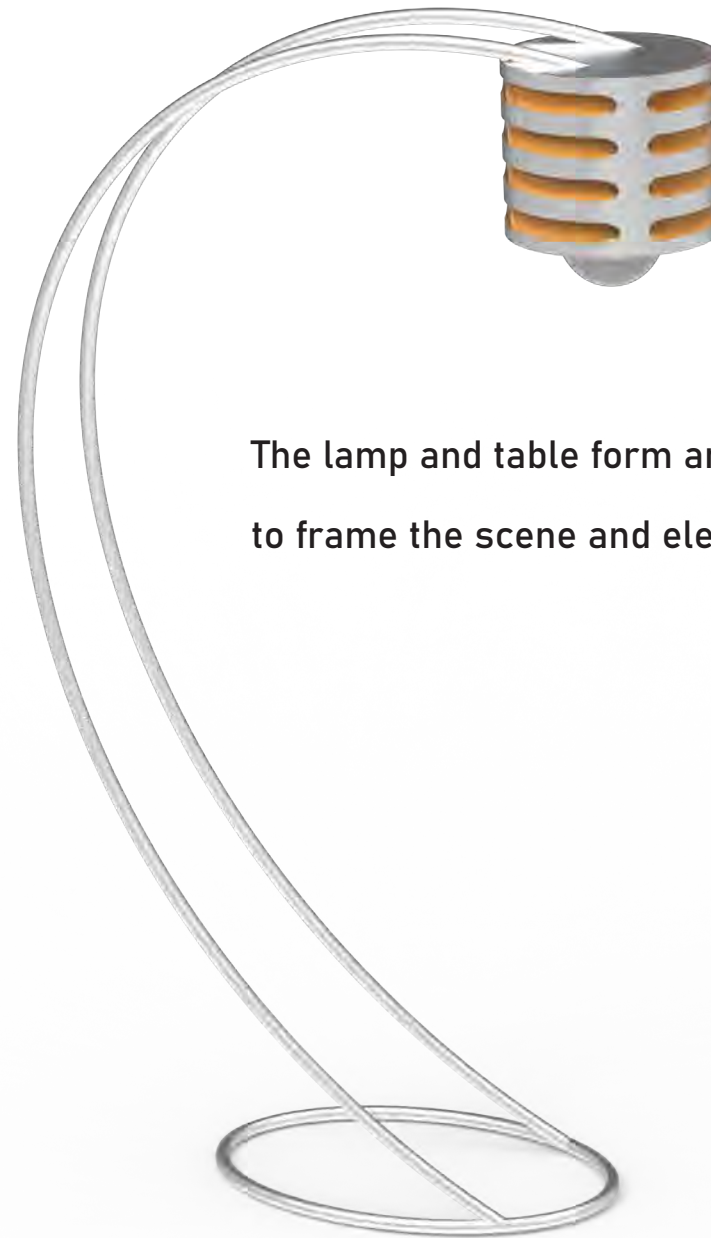 The lamp and table form
to frame the scene and